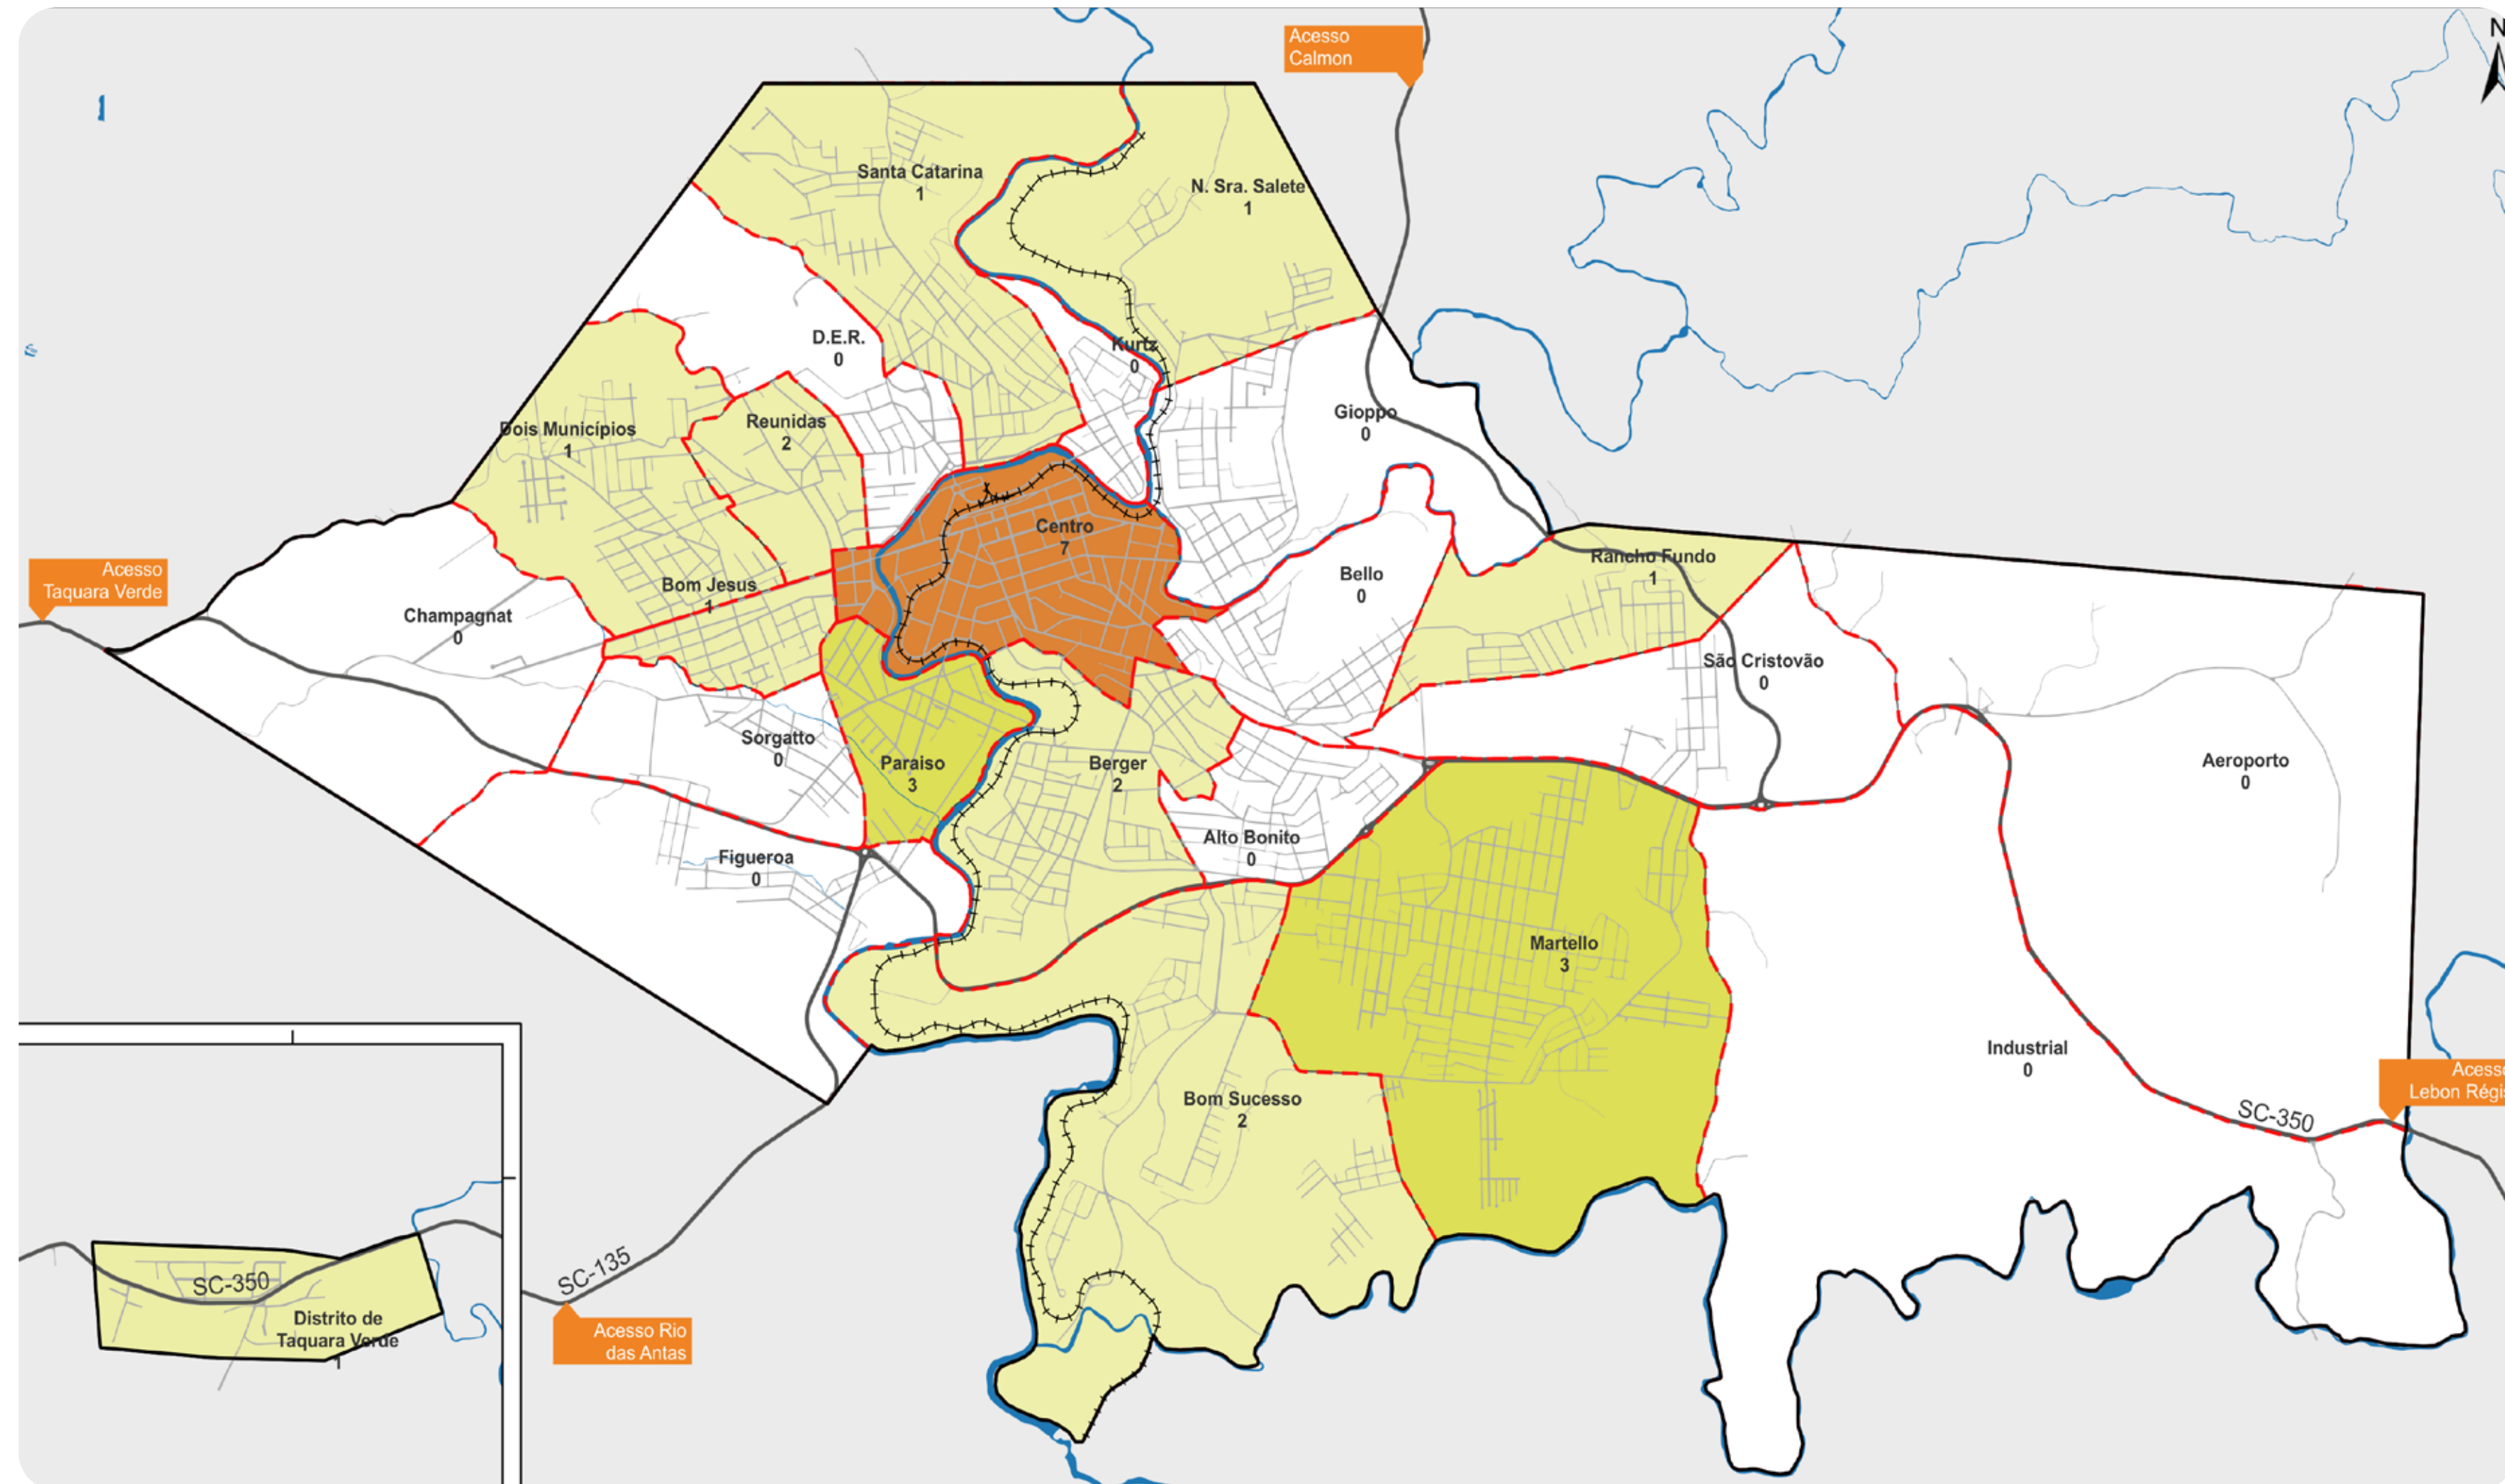 N
Acesso
Calmon
Santa Catarina
1
N. Sra. Salete
1
D.E.R.
0
Kurtz
0
Gioppo
0
Dois Municípios
1
Reunidas
2
Centro
7
Rancho Fundo
1
Acesso
Taquara Verde
Bom Jesus
1
Bello
0
Champagnat
0
São Cristovão
0
Sorgatto
0
Paraiso
3
Berger
2
Aeroporto
0
Alto Bonito
0
Figueroa
0
Martello
3
Industrial
0
Bom Sucesso
2
Acesso
Lebon Régis
SC-350
SC-135
SC-350
Distrito de
Taquara Verde
1
Acesso Rio
das Antas